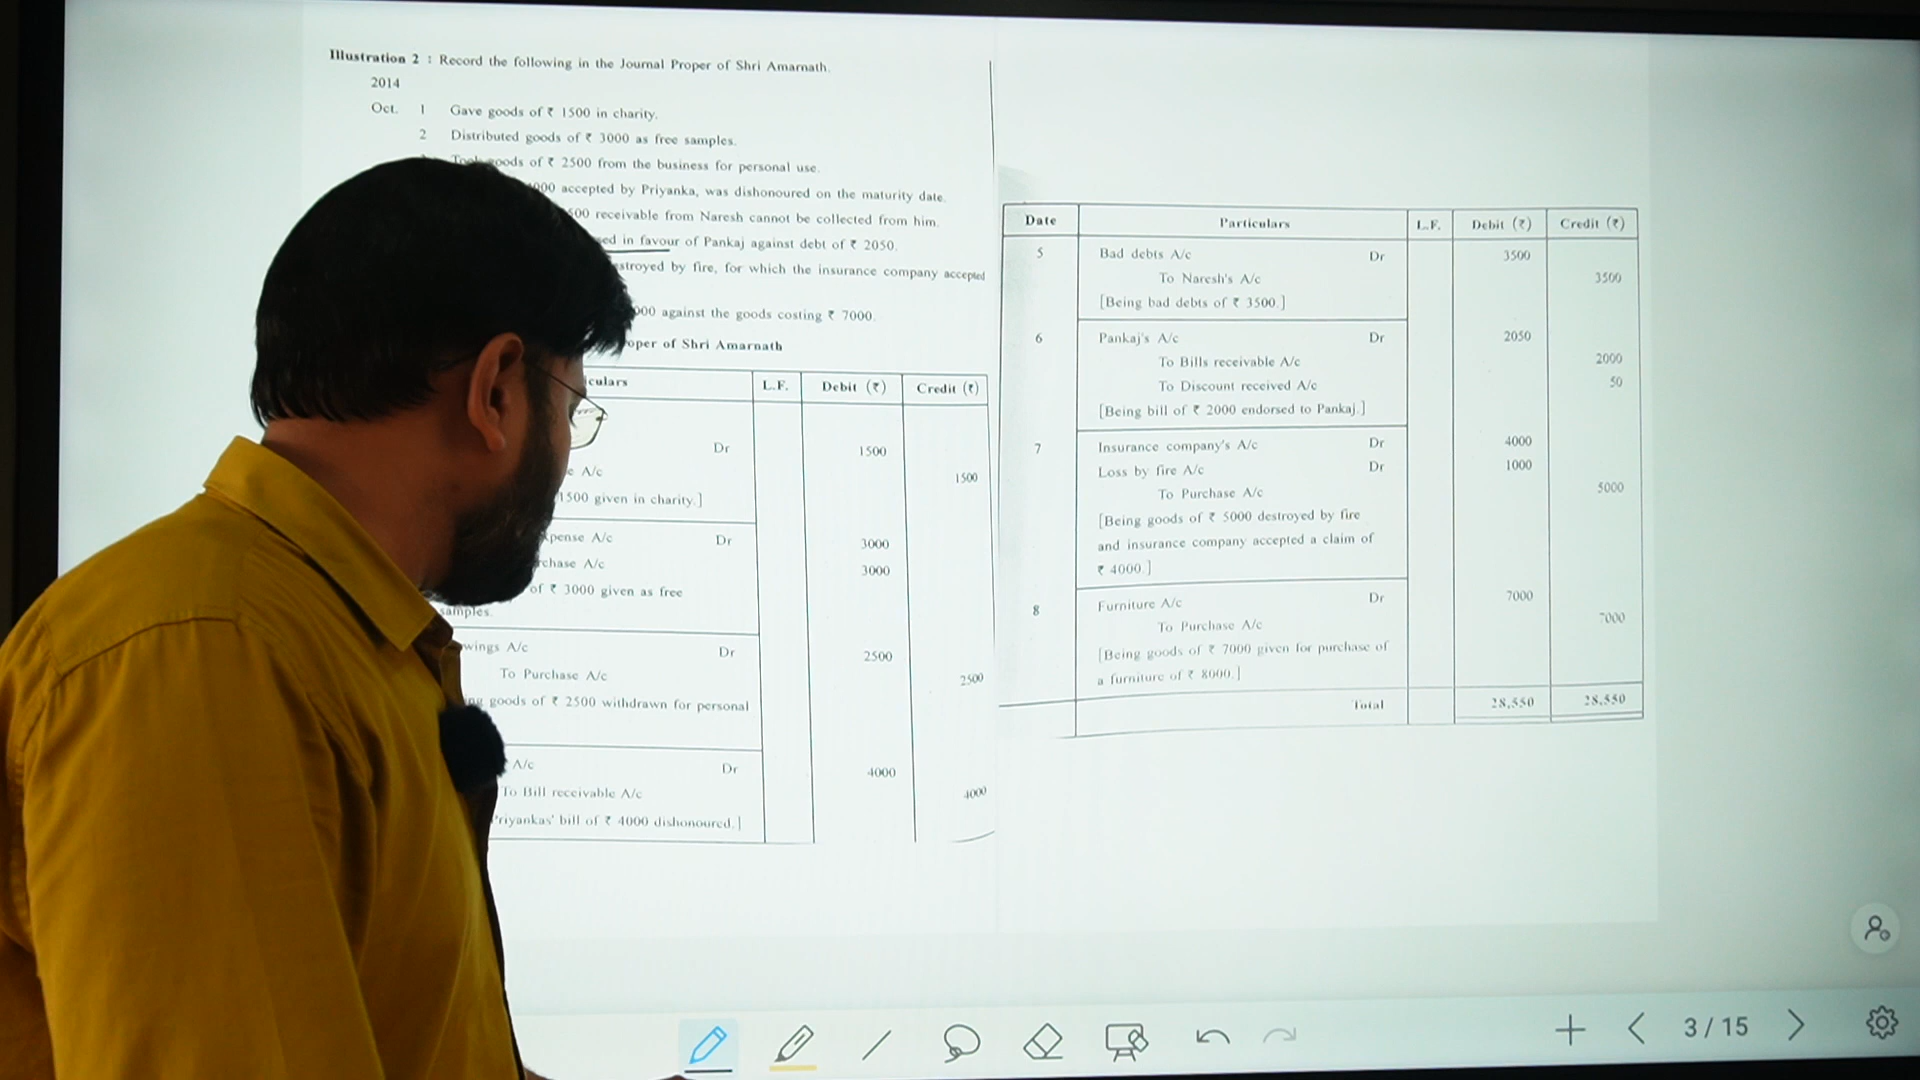 Illustration 2 : Record the following in the Journal Proper of Shri Amarnath.
2014
Oct. 1 Gave goods of ₹ 1500 in charity.
2 Distributed goods of ₹ 3000 as free samples.
goods of ₹ 2500 from the business for personal use.
accepted by Priyanka, was dishonoured on the maturity date.
receivable from Naresh cannot be collected from him.
in favour of Pankaj against debt of ₹ 2050.
by fire, for which the insurance company accepted
against the goods costing ₹ 7000.
of Shri Amarnath
L.F. Debit (₹) Credit (₹)
Dr 1500
A/c 1500
1500 given in charity.]
A/c Dr 3000
A/c 3000
of ₹ 3000 given as free
samples.
A/c Dr 2500
To Purchase A/c 2500
goods of ₹ 2500 withdrawn for personal
A/c Dr 4000
To Bill receivable A/c 4000
Priyankas' bill of ₹ 4000 dishonoured.]
Date Particulars L.F. Debit (₹) Credit (₹)
5 Bad debts A/c Dr 3500
To Naresh's A/c 3500
[Being bad debts of ₹ 3500.]
6 Pankaj's A/c Dr 2050
To Bills receivable A/c 2000
To Discount received A/c 50
[Being bill of ₹ 2000 endorsed to Pankaj.]
7 Insurance company's A/c Dr 4000
Loss by fire A/c Dr 1000
To Purchase A/c 5000
[Being goods of ₹ 5000 destroyed by fire
and insurance company accepted a claim of
₹ 4000.]
8 Furniture A/c Dr 7000
To Purchase A/c 7000
[Being goods of ₹ 7000 given for purchase of
a furniture of ₹ 8000.]
Total 28,550 28,550
3 / 15